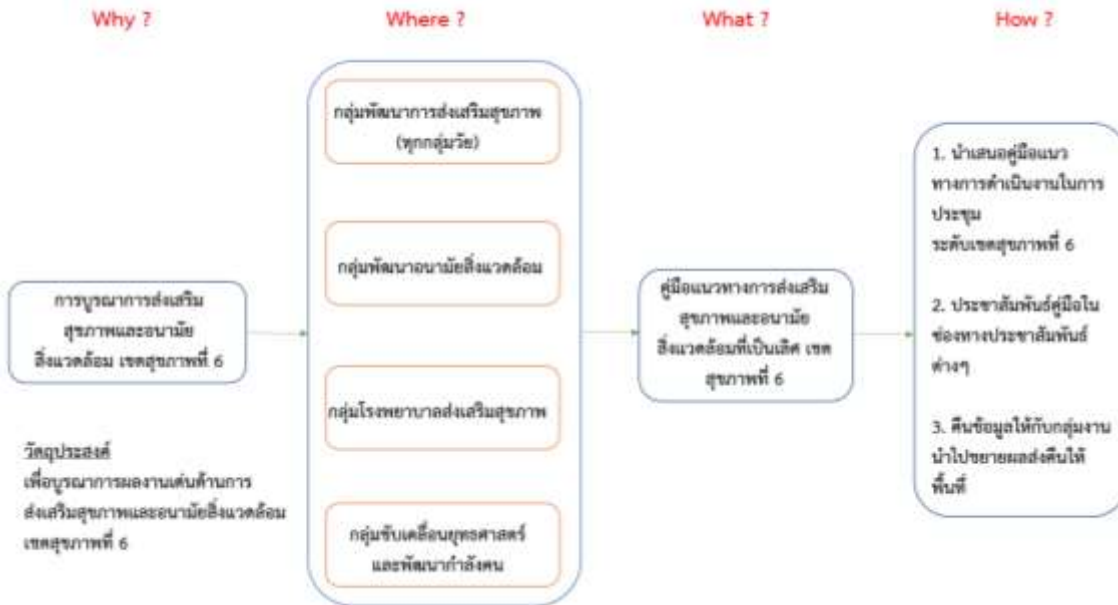 Why ?
Where ?
What ?
How ?
การบูรณาการส่งเสริม
สุขภาพและอนามัย
สิ่งแวดล้อม เขตสุขภาพที่ 6
วัตถุประสงค์
เพื่อบูรณาการผลงานเด่นด้านการ
ส่งเสริมสุขภาพและอนามัยสิ่งแวดล้อม
เขตสุขภาพที่ 6
กลุ่มพัฒนาการส่งเสริมสุขภาพ
(ทุกกลุ่มวัย)
กลุ่มพัฒนาอนามัยสิ่งแวดล้อม
กลุ่มโรงพยาบาลส่งเสริมสุขภาพ
กลุ่มขับเคลื่อนยุทธศาสตร์
และพัฒนากำลังคน
คู่มือแนวทางการส่งเสริม
สุขภาพและอนามัย
สิ่งแวดล้อมที่เป็นเลิศ เขต
สุขภาพที่ 6
1. นำเสนอคู่มือแนว
ทางการดำเนินงานในการ
ประชุม
ระดับเขตสุขภาพที่ 6
2. ประชาสัมพันธ์คู่มือใน
ช่องทางประชาสัมพันธ์
ต่างๆ
3. คืนข้อมูลให้กับกลุ่มงาน
นำไปขยายผลส่งคืนให้
พื้นที่